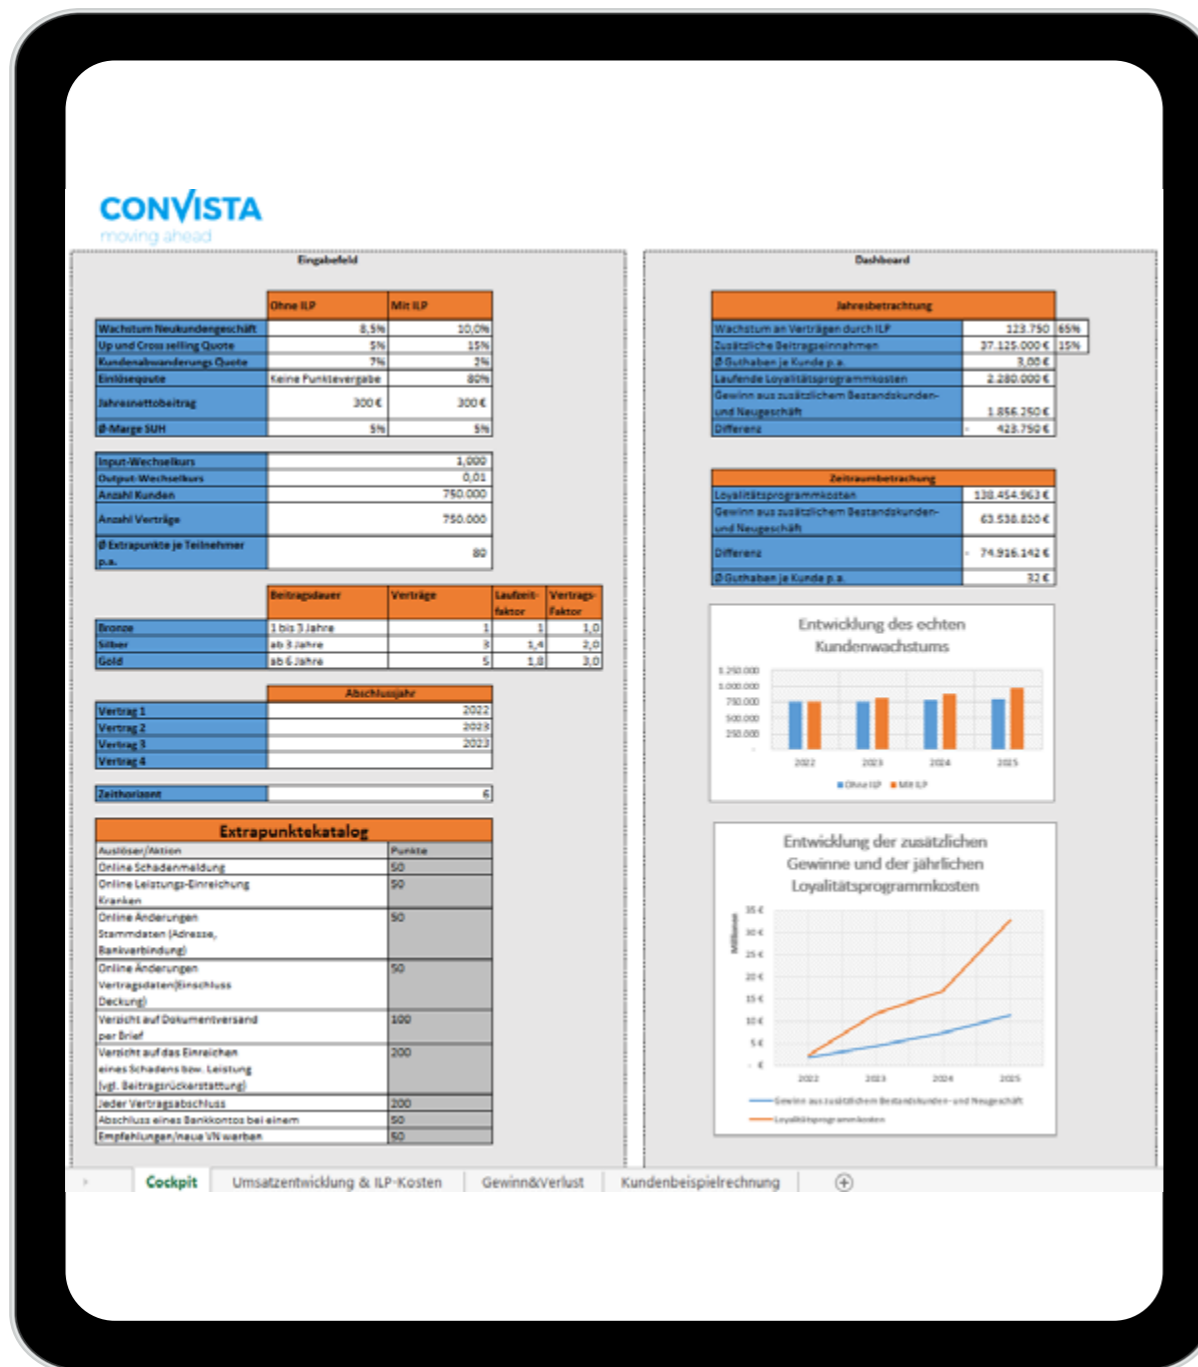 CONVISTA
moving ahead
Eingabefeld
Ohne ILP Mit ILP
Wachstum Neukundengeschäft 8,5% 10,0%
Up und Cross selling Quote 5% 15%
Kundenabwanderungs Quote 7% 2%
Einlöseqoute Keine Punktevergabe 80%
Jahresnettobeitrag 300 € 300 €
Ø-Marge SUH 5% 5%
Input-Wechselkurs 1,000
Output-Wechselkurs 0,01
Anzahl Kunden 750.000
Anzahl Verträge 750.000
Ø Extrapunkte je Teilnehmer
p.a. 80
Beitragsdauer Verträge Laufzeit- Vertrags-
faktor Faktor
Bronze 1 bis 3 Jahre 1 1 1,0
Silber ab 3 Jahre 3 1,4 2,0
Gold ab 6 Jahre 5 1,8 3,0
Abschlussjahr
Vertrag 1 2022
Vertrag 2 2023
Vertrag 3 2023
Vertrag 4
Zeithorizont 6
Extrapunktekatalog
Auslöser/Aktion Punkte
Online Schadenmeldung 50
Online Leistungs-Einreichung 50
Kranken
Online Änderungen 50
Stammdaten (Adresse,
Bankverbindung)
Online Änderungen 50
Vertragsdaten(Einschluss
Deckung)
Verzicht auf Dokumentversand 100
per Brief
Verzicht auf das Einreichen 200
eines Schadens bzw. Leistung
(vgl. Beitragsrückerstattung)
Jeder Vertragsabschluss 200
Abschluss eines Bankkontos bei einem 50
Empfehlungen/neue VN werben 50
Dashboard
Jahresbetrachtung
Wachstum an Verträgen durch ILP 123.750 65%
Zusätzliche Beitragseinnahmen 37.125.000 € 15%
Ø Guthaben je Kunde p.a. 3,00 €
Laufende Loyalitätsprogrammkosten 2.280.000 €
Gewinn aus zusätzlichem Bestandskunden-
und Neugeschäft 1.856.250 €
Differenz - 423.750 €
Zeitraumbetrachung
Loyalitätsprogrammkosten 138.454.963 €
Gewinn aus zusätzlichem Bestandskunden-
und Neugeschäft 63.538.820 €
Differenz - 74.916.142 €
Ø Guthaben je Kunde p.a. 32 €
Entwicklung des echten
Kundenwachstums
1.250.000
1.000.000
750.000
500.000
250.000
-
2022 2023 2024 2025
Ohne ILP Mit ILP
Entwicklung der zusätzlichen
Gewinne und der jährlichen
Loyalitätsprogrammkosten
Millionen
35 €
30 €
25 €
20 €
15 €
10 €
5 €
- €
2022 2023 2024 2025
Gewinn aus zusätzlichem Bestandskunden- und Neugeschäft
Loyalitätsprogrammkosten
Cockpit Umsatzentwicklung & ILP-Kosten Gewinn&Verlust Kundenbeispielrechnung